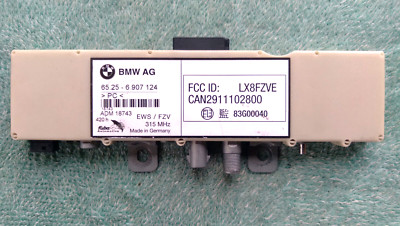 BMW AG
65 25 - 6 907 124
> PC <
ADM 18743
420 h
EWS / FZV
315 MHz
Made in Germany
FCC ID: LX8FZVE
CAN2911102800
83G00040